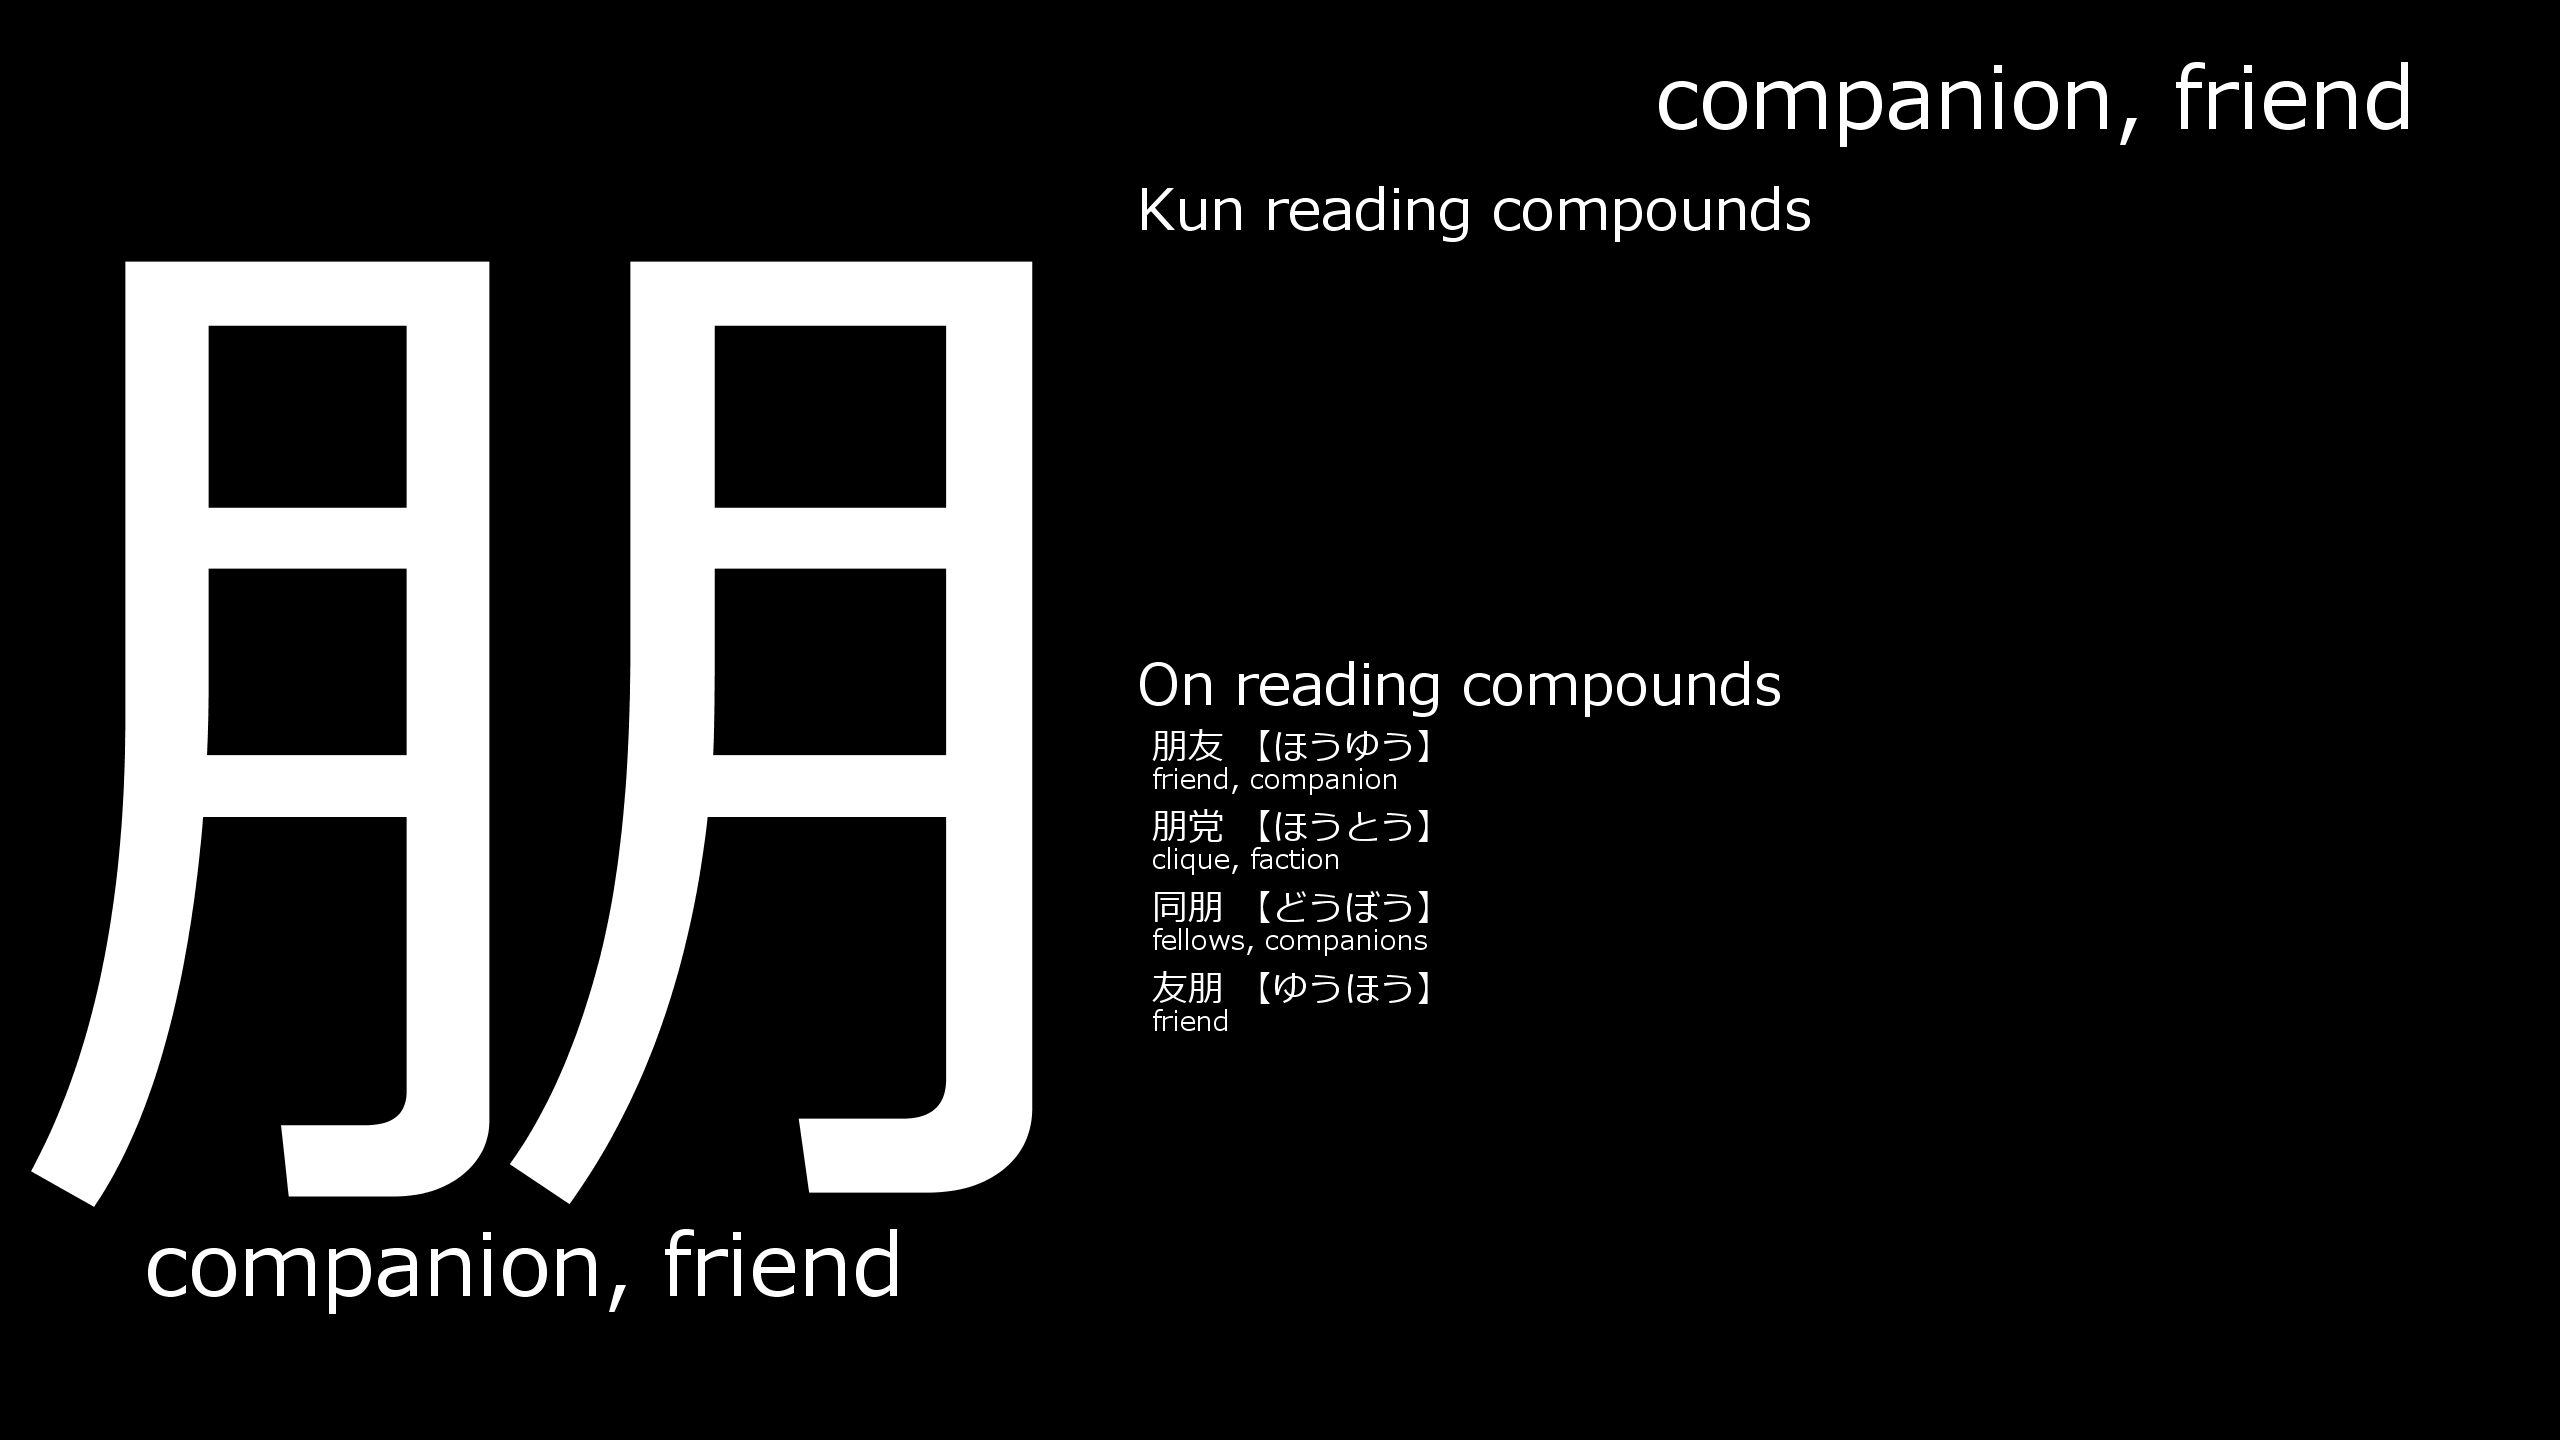 companion, friend
Kun reading compounds
朋
On reading compounds
朋友 【ほうゆう】
friend, companion
朋党 【ほうとう】
clique, faction
同朋 【どうぼう】
fellows, companions
友朋 【ゆうほう】
friend
companion, friend